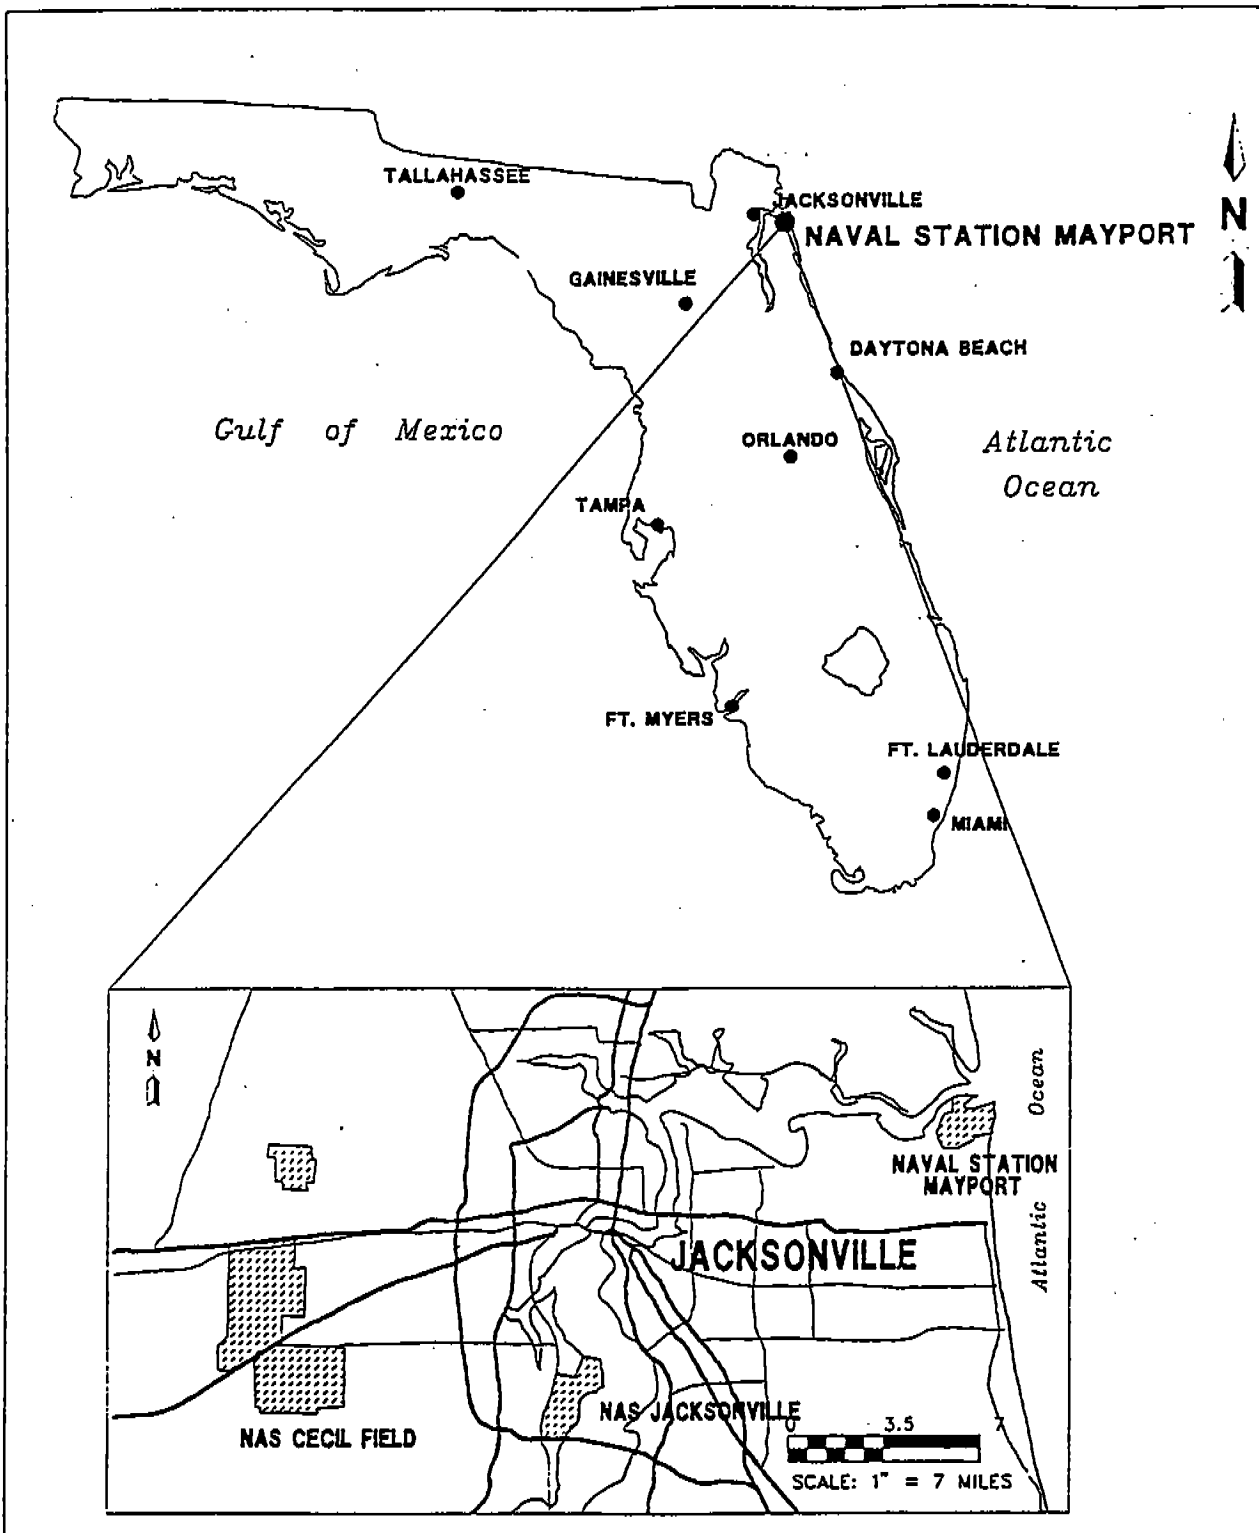 TALLAHASSEE
JACKSONVILLE
NAVAL STATION MAYPORT
N
GAINESVILLE
DAYTONA BEACH
Gulf of Mexico
ORLANDO
Atlantic
Ocean
TAMPA
FT. MYERS
FT. LAUDERDALE
MIAMI
N
Atlantic Ocean
NAVAL STATION
MAYPORT
JACKSONVILLE
NAS JACKSONVILLE
NAS CECIL FIELD
0 3.5 7
SCALE: 1" = 7 MILES